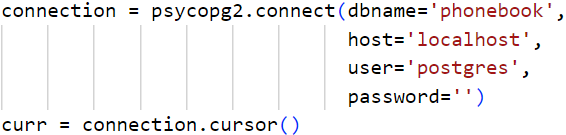 connection = psycopg2.connect(dbname='phonebook',
                              host='localhost',
                              user='postgres',
                              password='')
curr = connection.cursor()